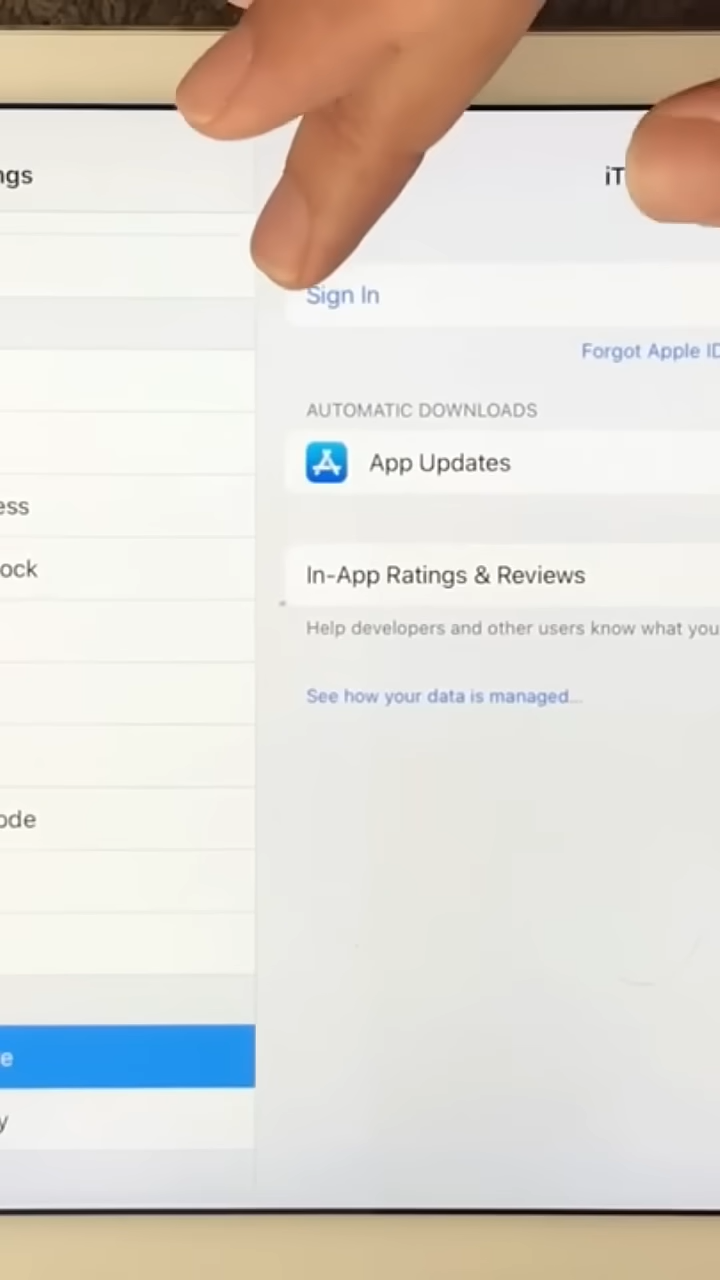 ngs
iT
Sign In
Forgot Apple ID
AUTOMATIC DOWNLOADS
App Updates
ess
ock
In-App Ratings & Reviews
Help developers and other users know what you
See how your data is managed...
ode
e
y